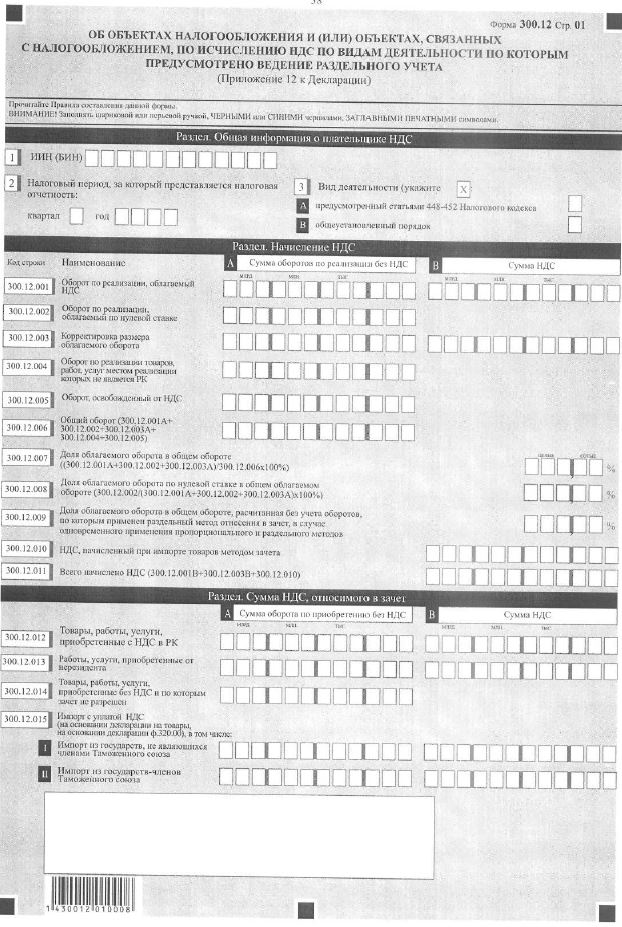 38
Форма 300.12 Стр. 01
ОБ ОБЪЕКТАХ НАЛОГООБЛОЖЕНИЯ И (ИЛИ) ОБЪЕКТАХ, СВЯЗАННЫХ
С НАЛОГООБЛОЖЕНИЕМ, ПО ИСЧИСЛЕНИЮ НДС ПО ВИДАМ ДЕЯТЕЛЬНОСТИ ПО КОТОРЫМ
ПРЕДУСМОТРЕНО ВЕДЕНИЕ РАЗДЕЛЬНОГО УЧЕТА
(Приложение 12 к Декларации)
Прочитайте Правила составления данной формы.
ВНИМАНИЕ! Заполнять шариковой или перьевой ручкой, ЧЕРНЫМИ или СИНИМИ чернилами, ЗАГЛАВНЫМИ ПЕЧАТНЫМИ символами.
Раздел. Общая информация о плательщике НДС
1 ИИН (БИН)
2 Налоговый период, за который представляется налоговая
отчетность:
квартал год
3 Вид деятельности (укажите X:
A предусмотренный статьями 448-452 Налогового кодекса
B общеустановленный порядок
Раздел. Начисление НДС
Код строки Наименование A Сумма оборотов по реализации без НДС B Сумма НДС
млрд. млн. тыс. млрд. млн. тыс.
300.12.001 Оборот по реализации, облагаемый
НДС
300.12.002 Оборот по реализации,
облагаемый по нулевой ставке
300.12.003 Корректировка размера
облагаемого оборота
300.12.004 Оборот по реализации товаров,
работ, услуг местом реализации
которых не является РК
300.12.005 Оборот, освобожденный от НДС
300.12.006 Общий оборот (300.12.001A+
300.12.002+300.12.003A+
300.12.004+300.12.005)
300.12.007 Доля облагаемого оборота в общем обороте
((300.12.001A+300.12.002+300.12.003A)/300.12.006x100%)
целые сотые
%
300.12.008 Доля облагаемого оборота по нулевой ставке в общем облагаемом
обороте (300.12.002/(300.12.001A+300.12.002+300.12.003A)x100%)
%
300.12.009 Доля облагаемого оборота в общем обороте, расчитанная без учета оборотов,
по которым применен раздельный метод отнесения в зачет, в случае
одновременного применения пропорционального и раздельного методов
%
300.12.010 НДС, начисленный при импорте товаров методом зачета
300.12.011 Всего начислено НДС (300.12.001B+300.12.003B+300.12.010)
Раздел. Сумма НДС, относимого в зачет
A Сумма оборота по приобретению без НДС B Сумма НДС
млрд. млн. тыс. млрд. млн. тыс.
300.12.012 Товары, работы, услуги,
приобретенные с НДС в РК
300.12.013 Работы, услуги, приобретенные от
нерезидента
300.12.014 Товары, работы, услуги,
приобретенные без НДС и по которым
зачет не разрешен
300.12.015 Импорт с уплатой НДС
(на основании декларации на товары,
на основании декларации ф.320.00), в том числе:
I Импорт из государств, не являющихся
членами Таможенного союза
II Импорт из государств-членов
Таможенного союза
1430012010008